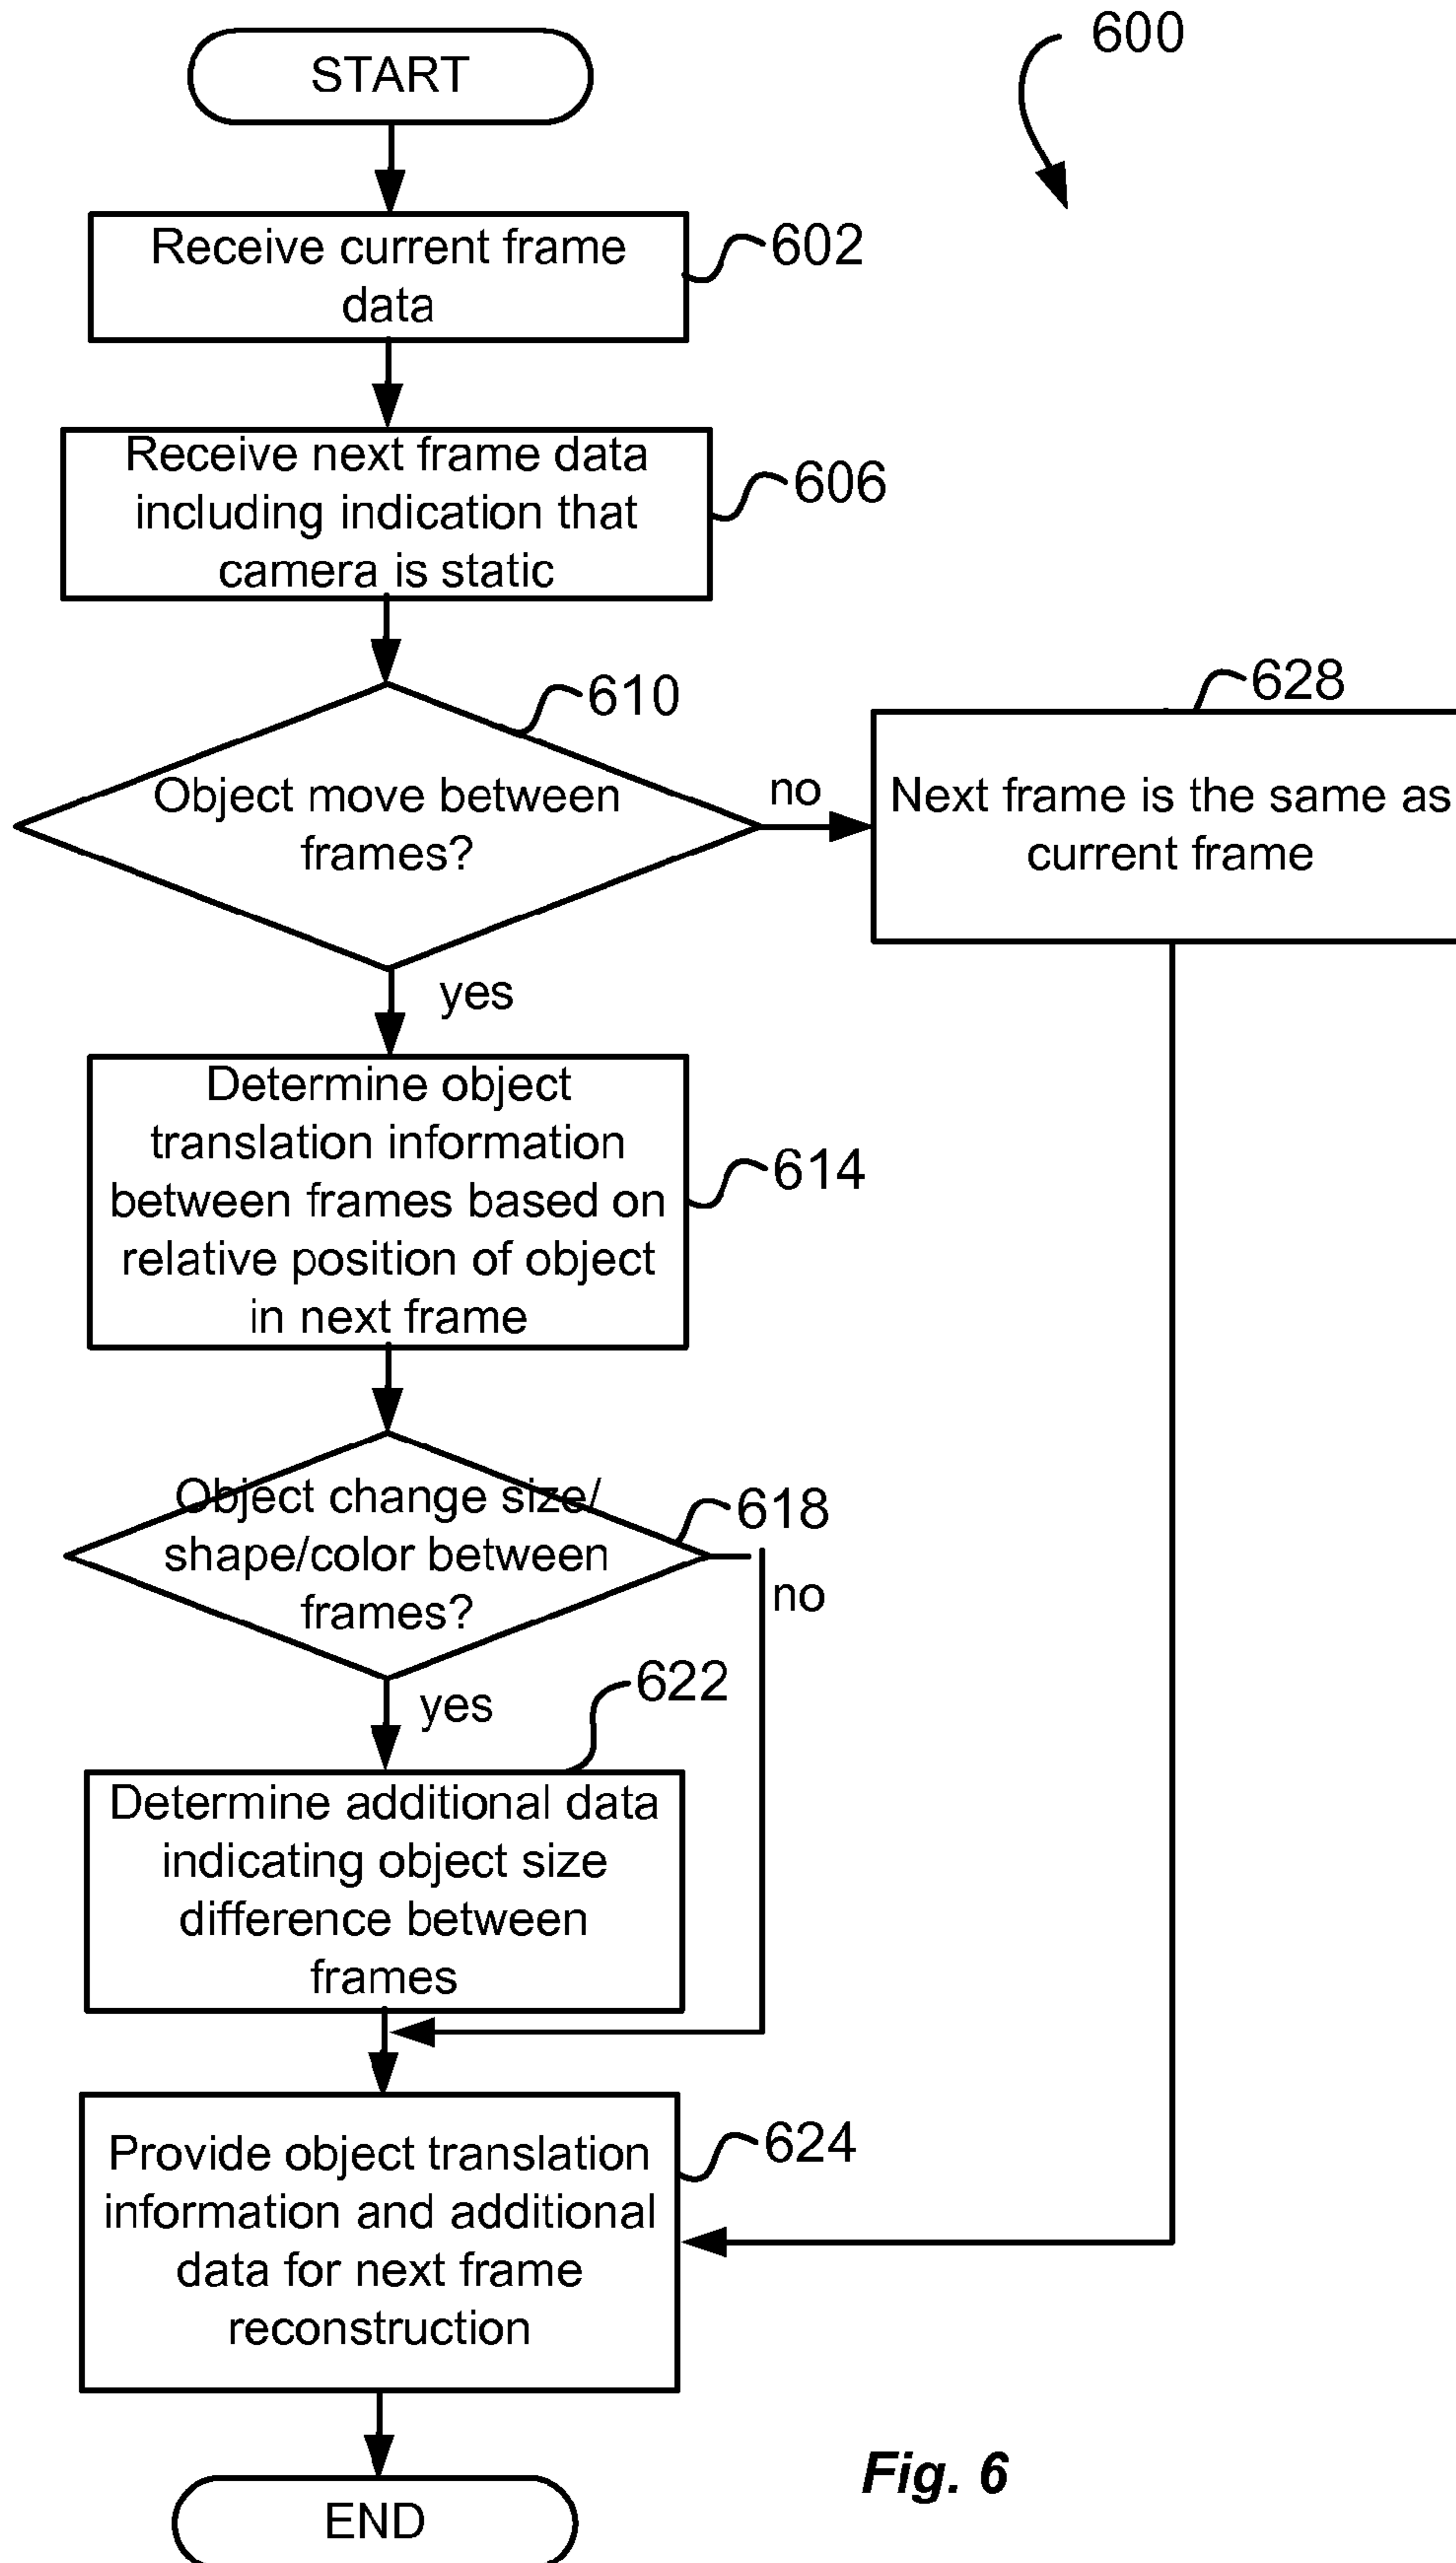 600
START
Receive current frame
data
602
Receive next frame data
including indication that
camera is static
606
610
Object move between
frames?
no
628
Next frame is the same as
current frame
yes
Determine object
translation information
between frames based on
relative position of object
in next frame
614
Object change size/
shape/color between
frames?
618
no
yes
622
Determine additional data
indicating object size
difference between
frames
Provide object translation
information and additional
data for next frame
reconstruction
624
END
Fig. 6